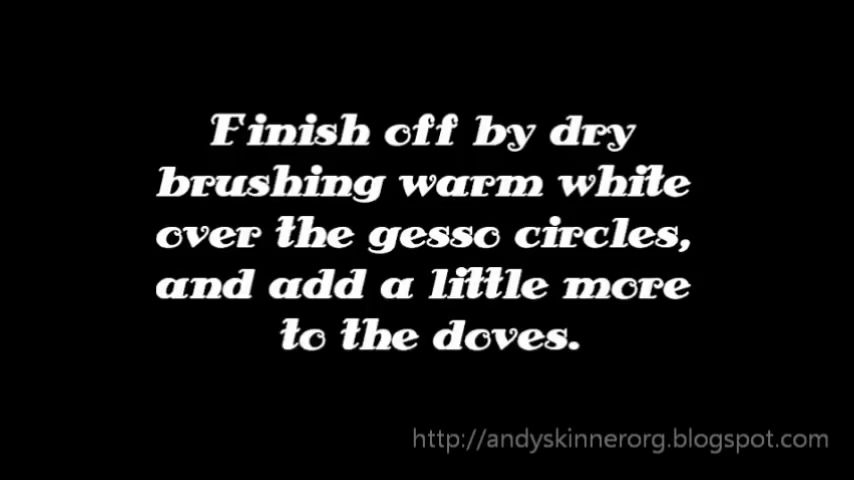 Finish off by dry
brushing warm white
over the gesso circles,
and add a little more
to the doves.
http://andyskinnerorg.blogspot.com